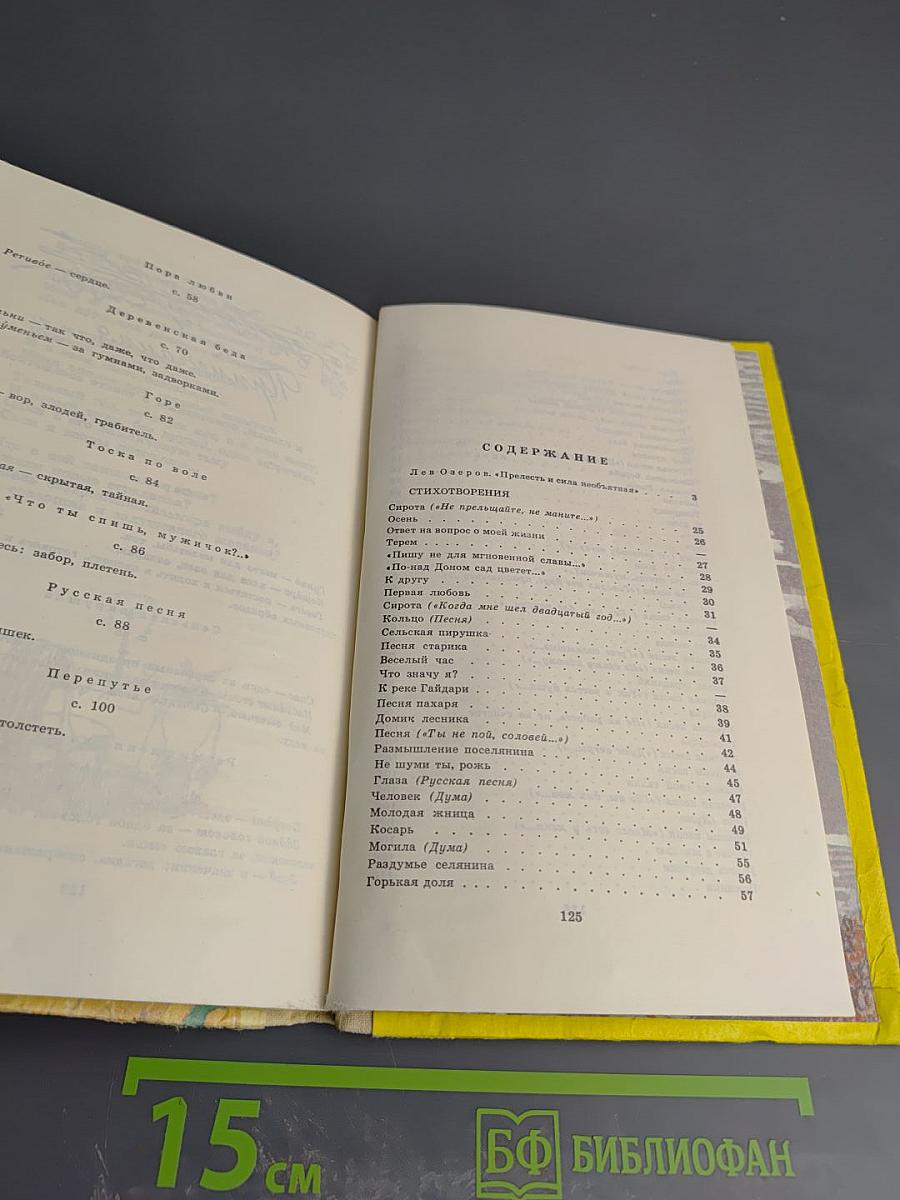 Пора любви
с. 58
Ретиво́е — сердце.
Деревенская беда
с. 70
— так что, даже, что даже.
— за гумнами, задворками.
Горе
с. 82
— вор, злодей, грабитель.
Тоска по воле
с. 84
— скрытая, тайная.
«Что ты спишь, мужичок?..»
с. 86
забор, плетень.
Русская песня
с. 88
Перепутье
с. 100
толстеть.
СОДЕРЖАНИЕ
Лев Озеров. «Прелесть и сила необъятная» . . . . 3
СТИХОТВОРЕНИЯ
Сирота («Не прельщайте, не маните...») . . . . 25
Осень . . . . 26
Ответ на вопрос о моей жизни . . . . —
Терем . . . . 27
«Пишу не для мгновенной славы...» . . . . 28
«По-над Доном сад цветет...» . . . . 29
К другу . . . . 30
Первая любовь . . . . 31
Сирота («Когда мне шел двадцатый год...») . . . . —
Кольцо (Песня) . . . . 34
Сельская пирушка . . . . 35
Песня старика . . . . 36
Веселый час . . . . 37
Что значу я? . . . . —
К реке Гайдари . . . . 38
Песня пахаря . . . . 39
Домик лесника . . . . 41
Песня («Ты не пой, соловей...») . . . . 42
Размышление поселянина . . . . 44
Не шуми ты, рожь . . . . 45
Глаза (Русская песня) . . . . 47
Человек (Дума) . . . . 48
Молодая жница . . . . 49
Косарь . . . . 51
Могила (Дума) . . . . 55
Раздумье селянина . . . . 56
Горькая доля . . . . 57
125
15 см
БФ БИБЛИОФАН